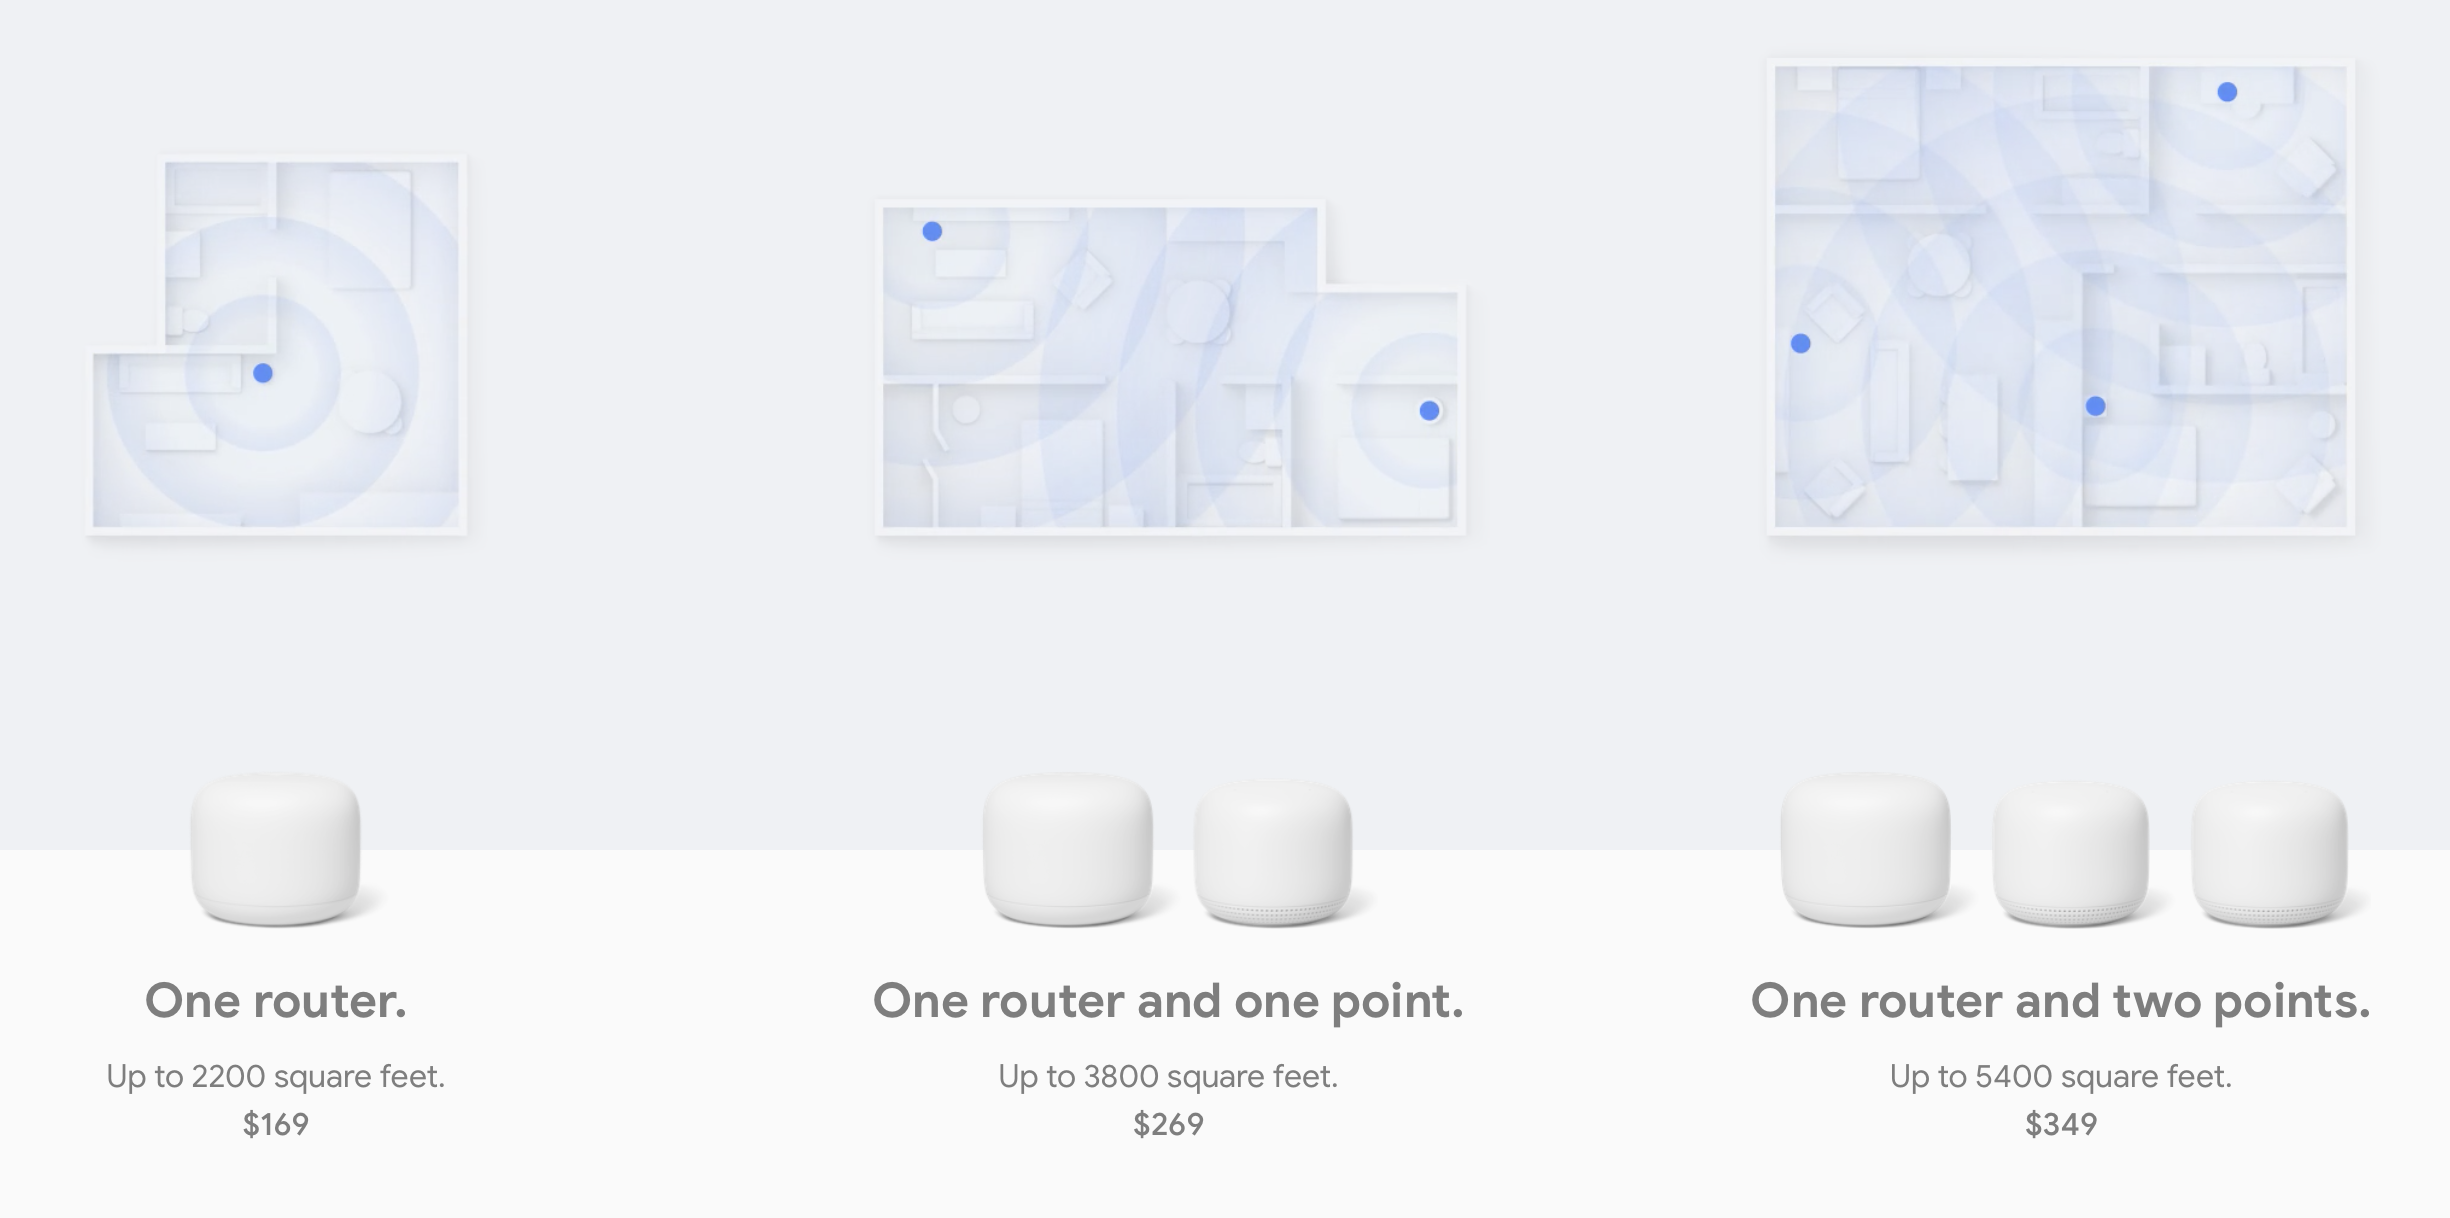 One router.
Up to 2200 square feet.
$169
One router and one point.
Up to 3800 square feet.
$269
One router and two points.
Up to 5400 square feet.
$349